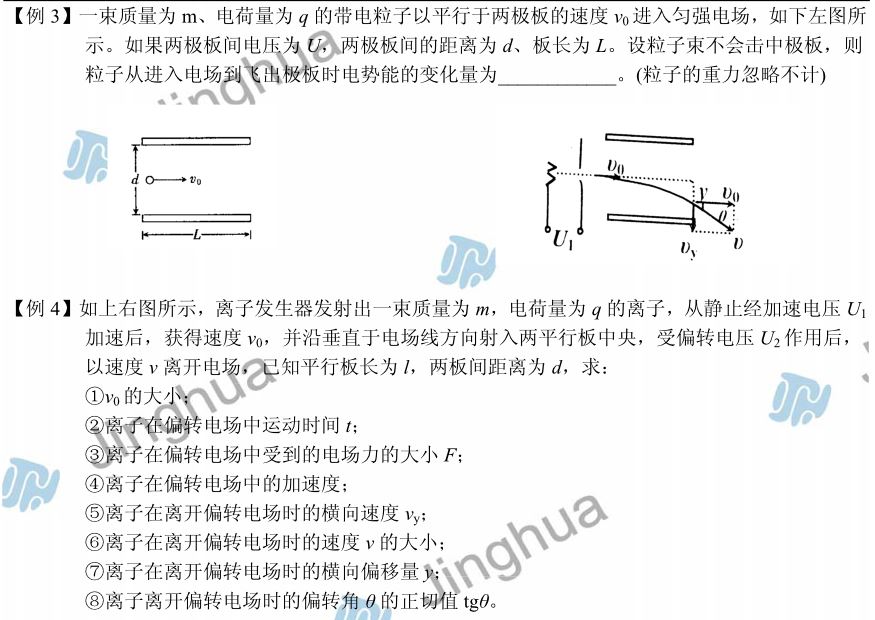 【例 3】一束质量为 m、电荷量为 q 的带电粒子以平行于两极板的速度 v₀ 进入匀强电场，如下左图所
示。如果两极板间电压为 U，两极板间的距离为 d、板长为 L。设粒子束不会击中极板，则
粒子从进入电场到飞出极板时电势能的变化量为____________。(粒子的重力忽略不计)
d v₀
L
v₀
y v₀
θ
U₁ v_y v
【例 4】如上右图所示，离子发生器发射出一束质量为 m，电荷量为 q 的离子，从静止经加速电压 U₁
加速后，获得速度 v₀，并沿垂直于电场线方向射入两平行板中央，受偏转电压 U₂ 作用后，
以速度 v 离开电场，已知平行板长为 l，两板间距离为 d，求：
①v₀ 的大小；
②离子在偏转电场中运动时间 t；
③离子在偏转电场中受到的电场力的大小 F；
④离子在偏转电场中的加速度；
⑤离子在离开偏转电场时的横向速度 v_y；
⑥离子在离开偏转电场时的速度 v 的大小；
⑦离子在离开偏转电场时的横向偏移量 y；
⑧离子离开偏转电场时的偏转角 θ 的正切值 tgθ。
jinghua
Jinghua
Jinghua